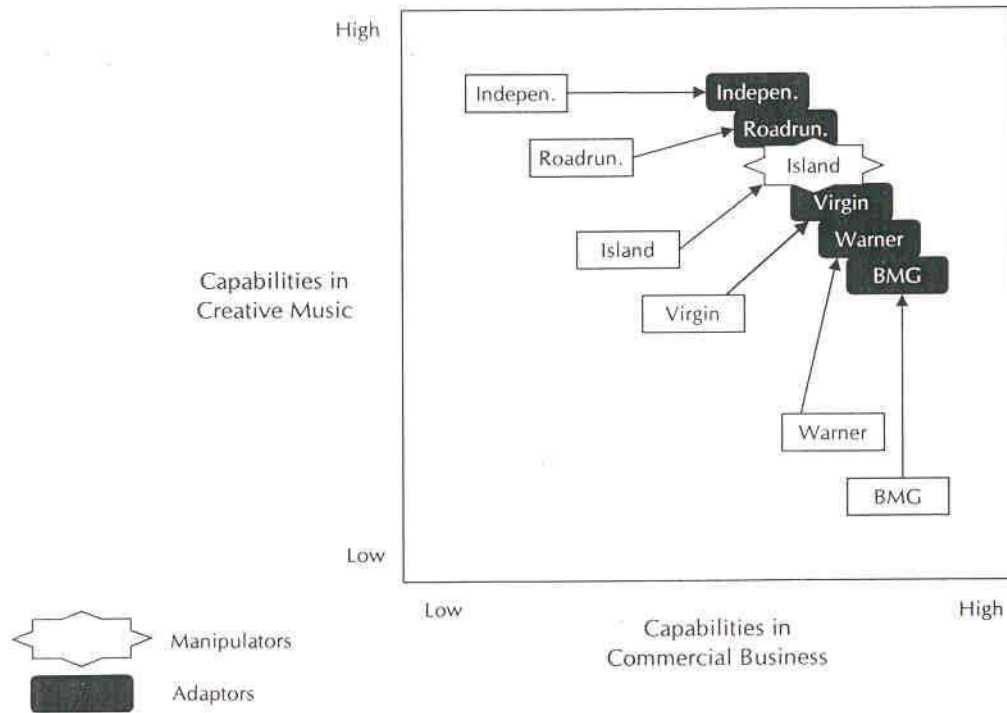 High
Indepen.
Indepen.
Roadrun.
Roadrun.
Island
Virgin
Island
Warner
BMG
Capabilities in
Creative Music
Virgin
Warner
BMG
Low
Low
High
Capabilities in
Commercial Business
Manipulators
Adaptors